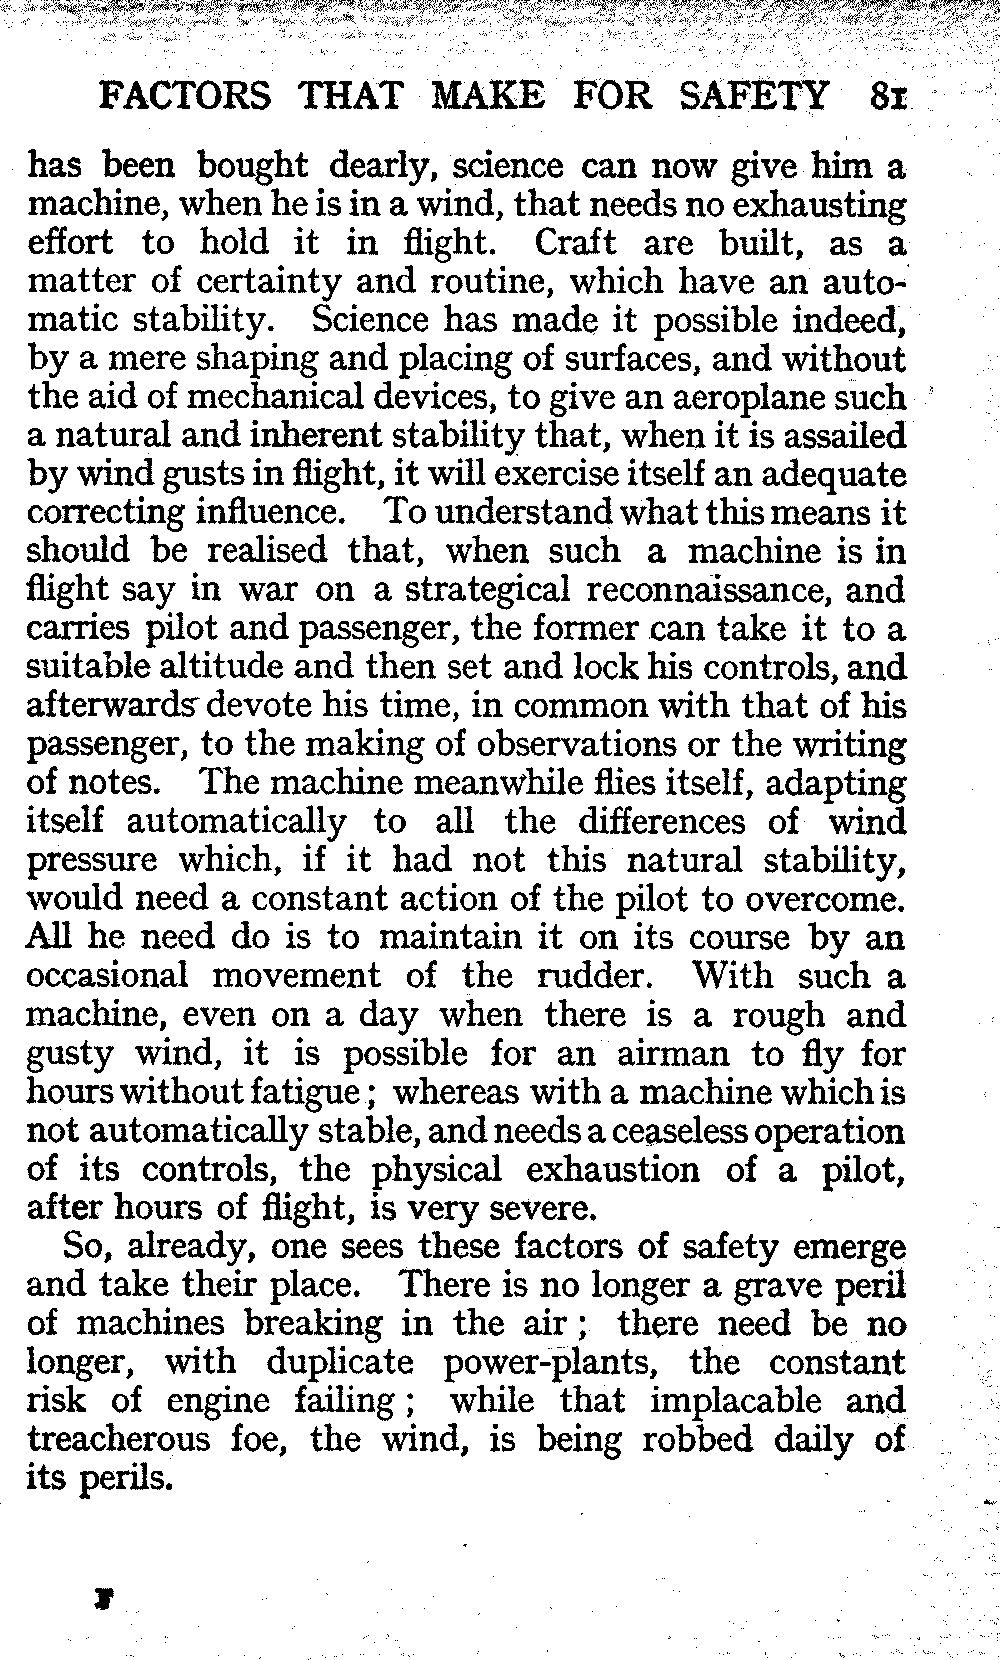 FACTORS THAT MAKE FOR SAFETY 81
has been bought dearly, science can now give him a
machine, when he is in a wind, that needs no exhausting
effort to hold it in flight. Craft are built, as a
matter of certainty and routine, which have an auto-
matic stability. Science has made it possible indeed,
by a mere shaping and placing of surfaces, and without
the aid of mechanical devices, to give an aeroplane such
a natural and inherent stability that, when it is assailed
by wind gusts in flight, it will exercise itself an adequate
correcting influence. To understand what this means it
should be realised that, when such a machine is in
flight say in war on a strategical reconnaissance, and
carries pilot and passenger, the former can take it to a
suitable altitude and then set and lock his controls, and
afterwards devote his time, in common with that of his
passenger, to the making of observations or the writing
of notes. The machine meanwhile flies itself, adapting
itself automatically to all the differences of wind
pressure which, if it had not this natural stability,
would need a constant action of the pilot to overcome.
All he need do is to maintain it on its course by an
occasional movement of the rudder. With such a
machine, even on a day when there is a rough and
gusty wind, it is possible for an airman to fly for
hours without fatigue; whereas with a machine which is
not automatically stable, and needs a ceaseless operation
of its controls, the physical exhaustion of a pilot,
after hours of flight, is very severe.
So, already, one sees these factors of safety emerge
and take their place. There is no longer a grave peril
of machines breaking in the air; there need be no
longer, with duplicate power-plants, the constant
risk of engine failing; while that implacable and
treacherous foe, the wind, is being robbed daily of
its perils.
F